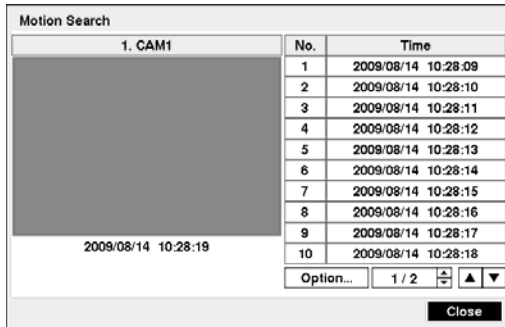 Motion Search
1. CAM1
No. Time
1 2009/08/14 10:28:09
2 2009/08/14 10:28:10
3 2009/08/14 10:28:11
4 2009/08/14 10:28:12
5 2009/08/14 10:28:13
6 2009/08/14 10:28:14
7 2009/08/14 10:28:15
8 2009/08/14 10:28:16
9 2009/08/14 10:28:17
10 2009/08/14 10:28:18
2009/08/14 10:28:19
Option... 1 / 2
Close